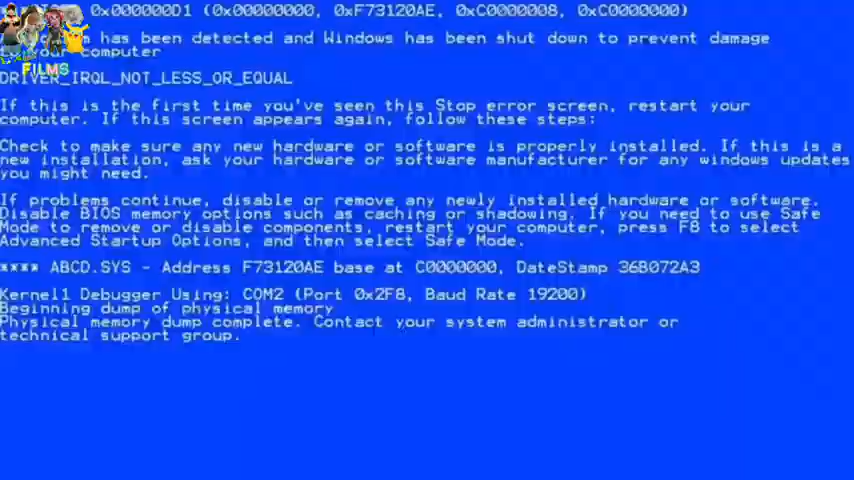 0x000000D1 (0x00000000, 0xF73120AE, 0xC0000008, 0xC0000000)
has been detected and Windows has been shut down to prevent damage
computer
FILMS
DRIVER_IRQL_NOT_LESS_OR_EQUAL
If this is the first time you've seen this Stop error screen, restart your
computer. If this screen appears again, follow these steps:
Check to make sure any new hardware or software is properly installed. If this is a
new installation, ask your hardware or software manufacturer for any windows updates
you might need.
If problems continue, disable or remove any newly installed hardware or software.
Disable BIOS memory options such as caching or shadowing. If you need to use Safe
Mode to remove or disable components, restart your computer, press F8 to select
Advanced Startup Options, and then select Safe Mode.
**** ABCD.SYS - Address F73120AE base at C0000000, DateStamp 36B072A3
Kernel1 Debugger Using: COM2 (Port 0x2F8, Baud Rate 19200)
Beginning dump of physical memory
Physical memory dump complete. Contact your system administrator or
technical support group.